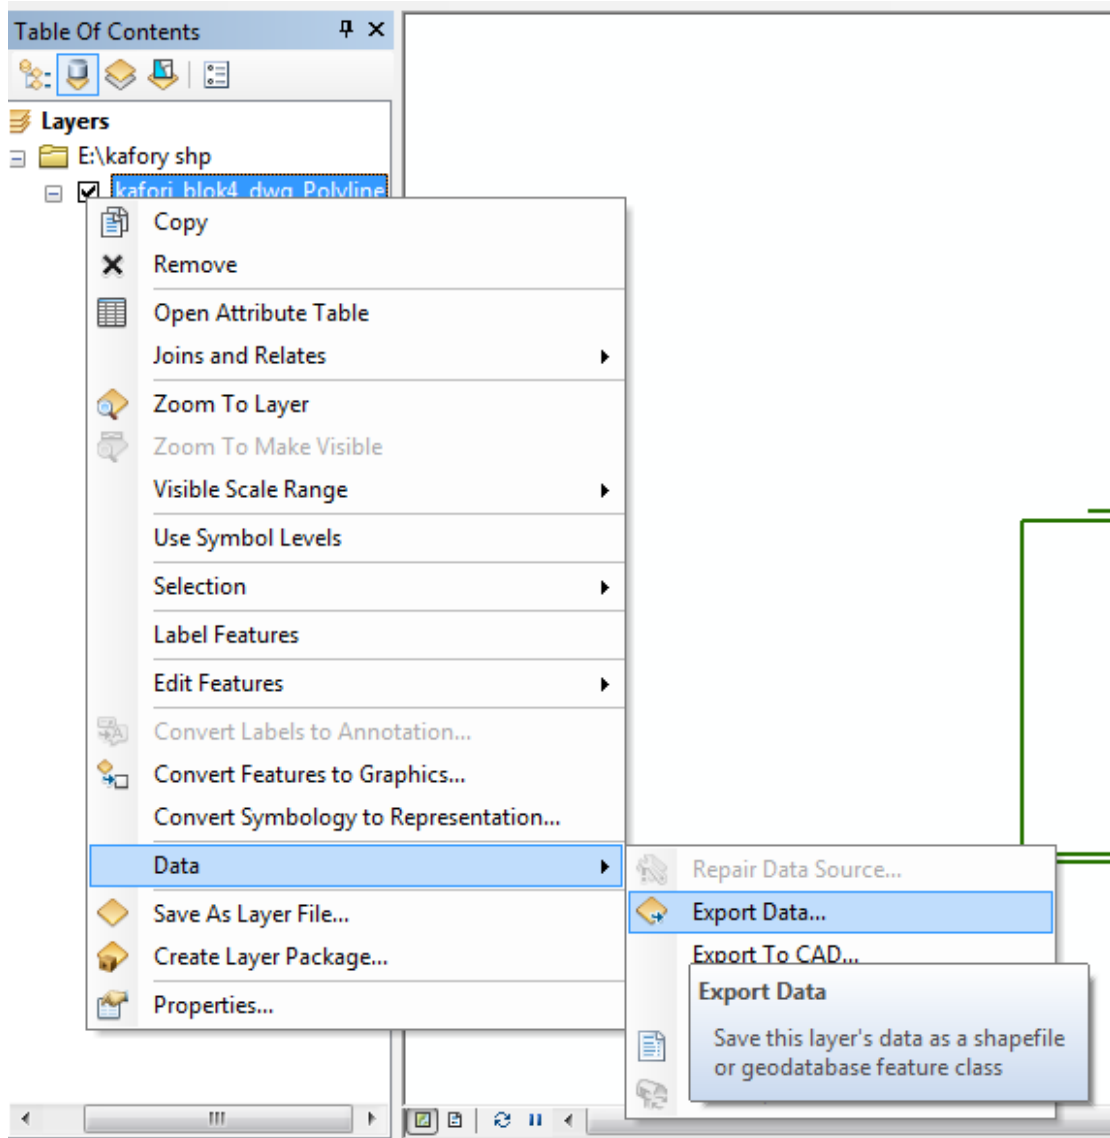 Table Of Contents
Layers
E:\kafory shp
kafori_blok4_dwg_Polyline
Copy
Remove
Open Attribute Table
Joins and Relates
Zoom To Layer
Zoom To Make Visible
Visible Scale Range
Use Symbol Levels
Selection
Label Features
Edit Features
Convert Labels to Annotation...
Convert Features to Graphics...
Convert Symbology to Representation...
Data
Save As Layer File...
Create Layer Package...
Properties...
Repair Data Source...
Export Data...
Export To CAD...
Export Data
Save this layer's data as a shapefile
or geodatabase feature class